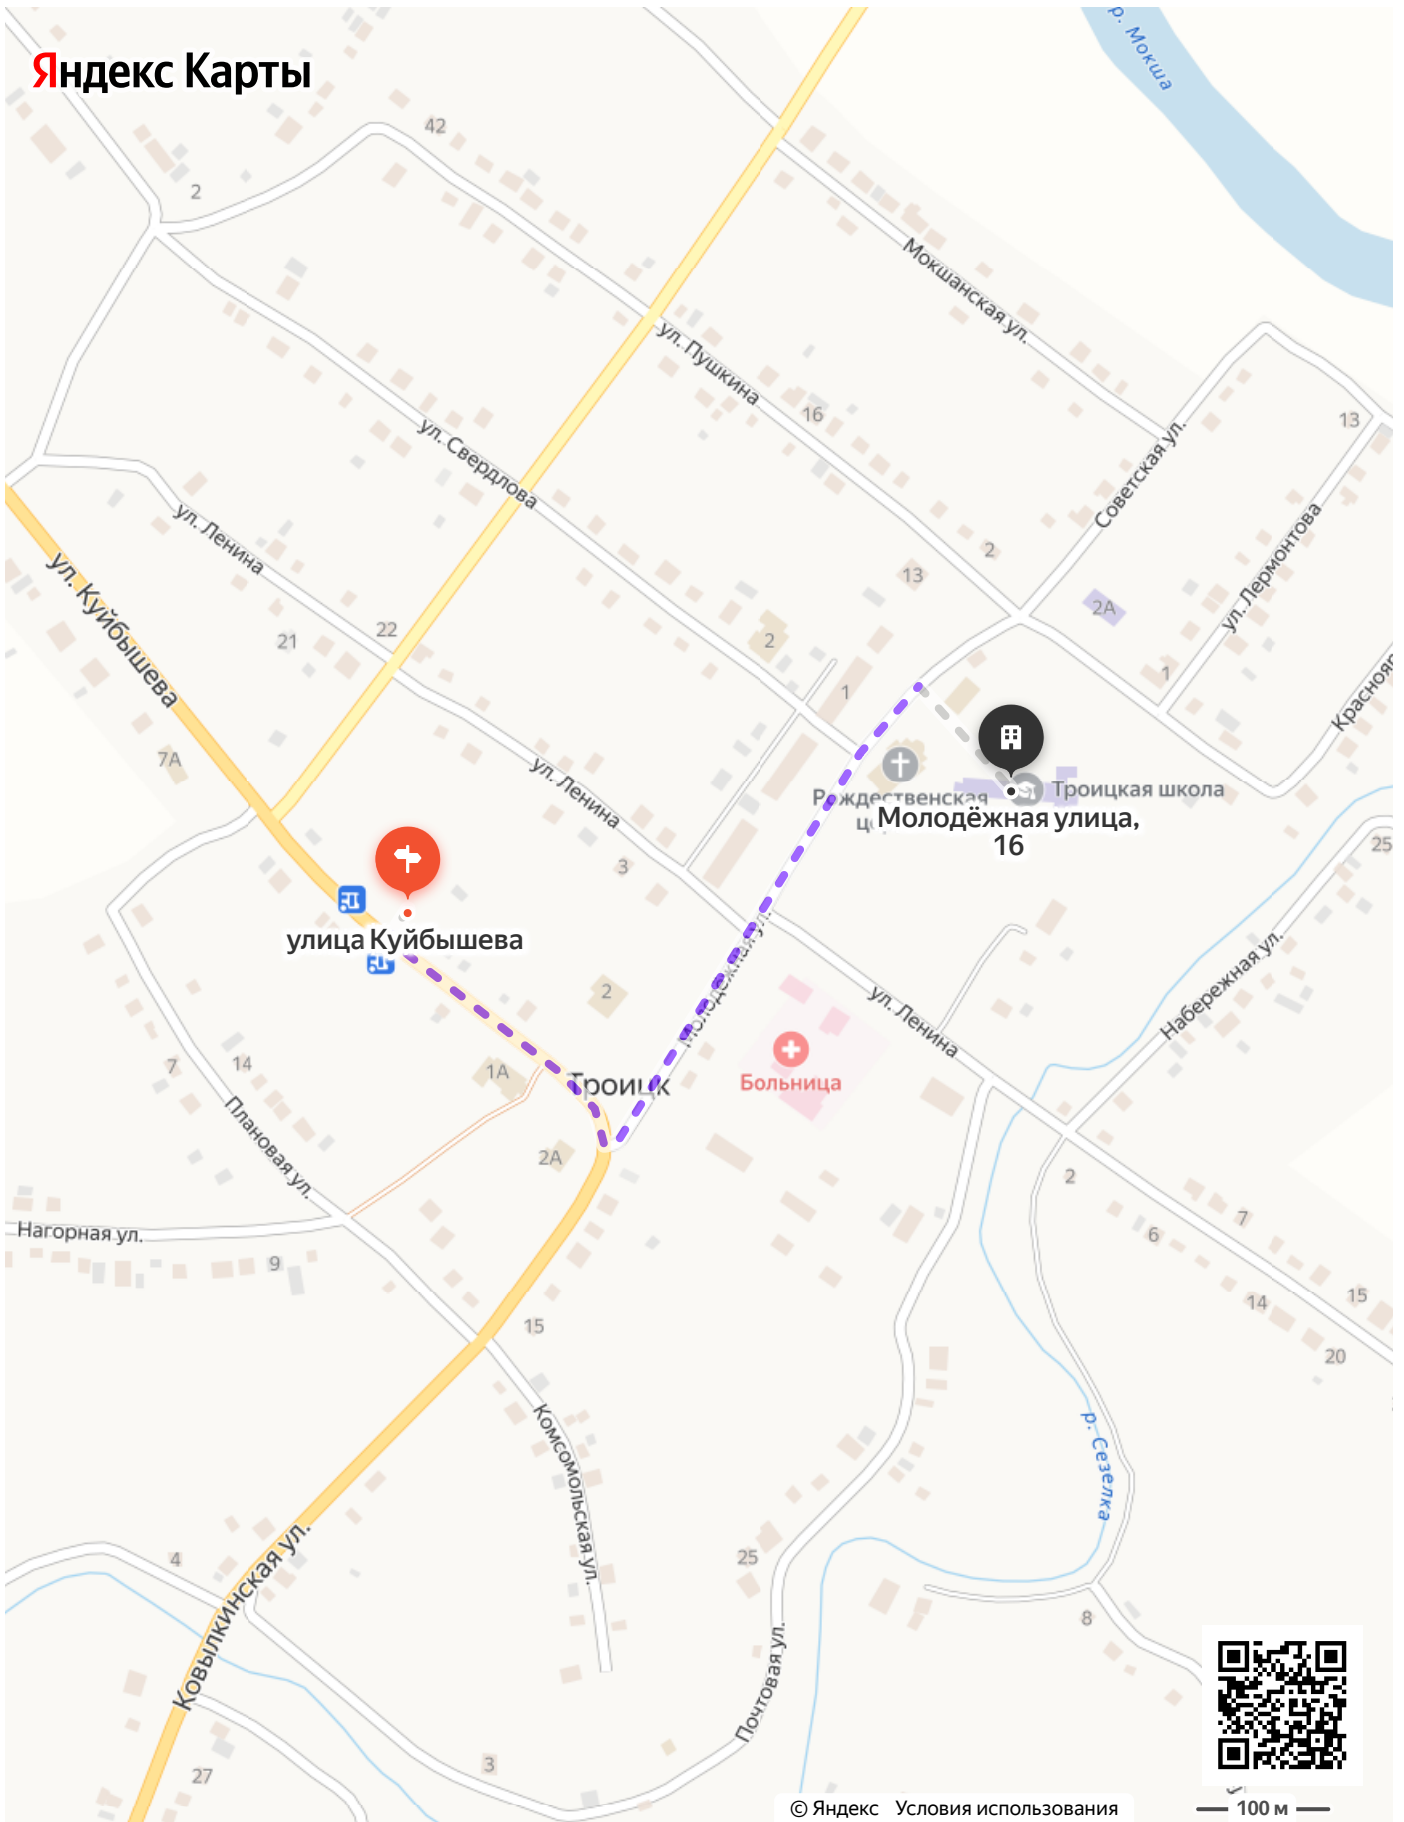 Яндекс Карты
р. Мокша
42
2
Мокшанская ул.
ул. Пушкина
16
13
ул. Свердлова
Советская ул.
ул. Ленина
ул. Лермонтова
2
13
2А
ул. Куйбышева
21
22
2
1
1
Краснояр
7А
Рождественская
ц
Троицкая школа
Молодёжная улица,
16
ул. Ленина
3
25
улица Куйбышева
Молодёжная ул.
2
ул. Ленина
Набережная ул.
7
14
1А
Троицк
Больница
Плановая ул.
2А
2
Нагорная ул.
9
7
6
15
14
15
20
Комсомольская ул.
р. Сезелка
Ковылкинская ул.
4
25
8
Почтовая ул.
3
27
© Яндекс Условия использования
100 м